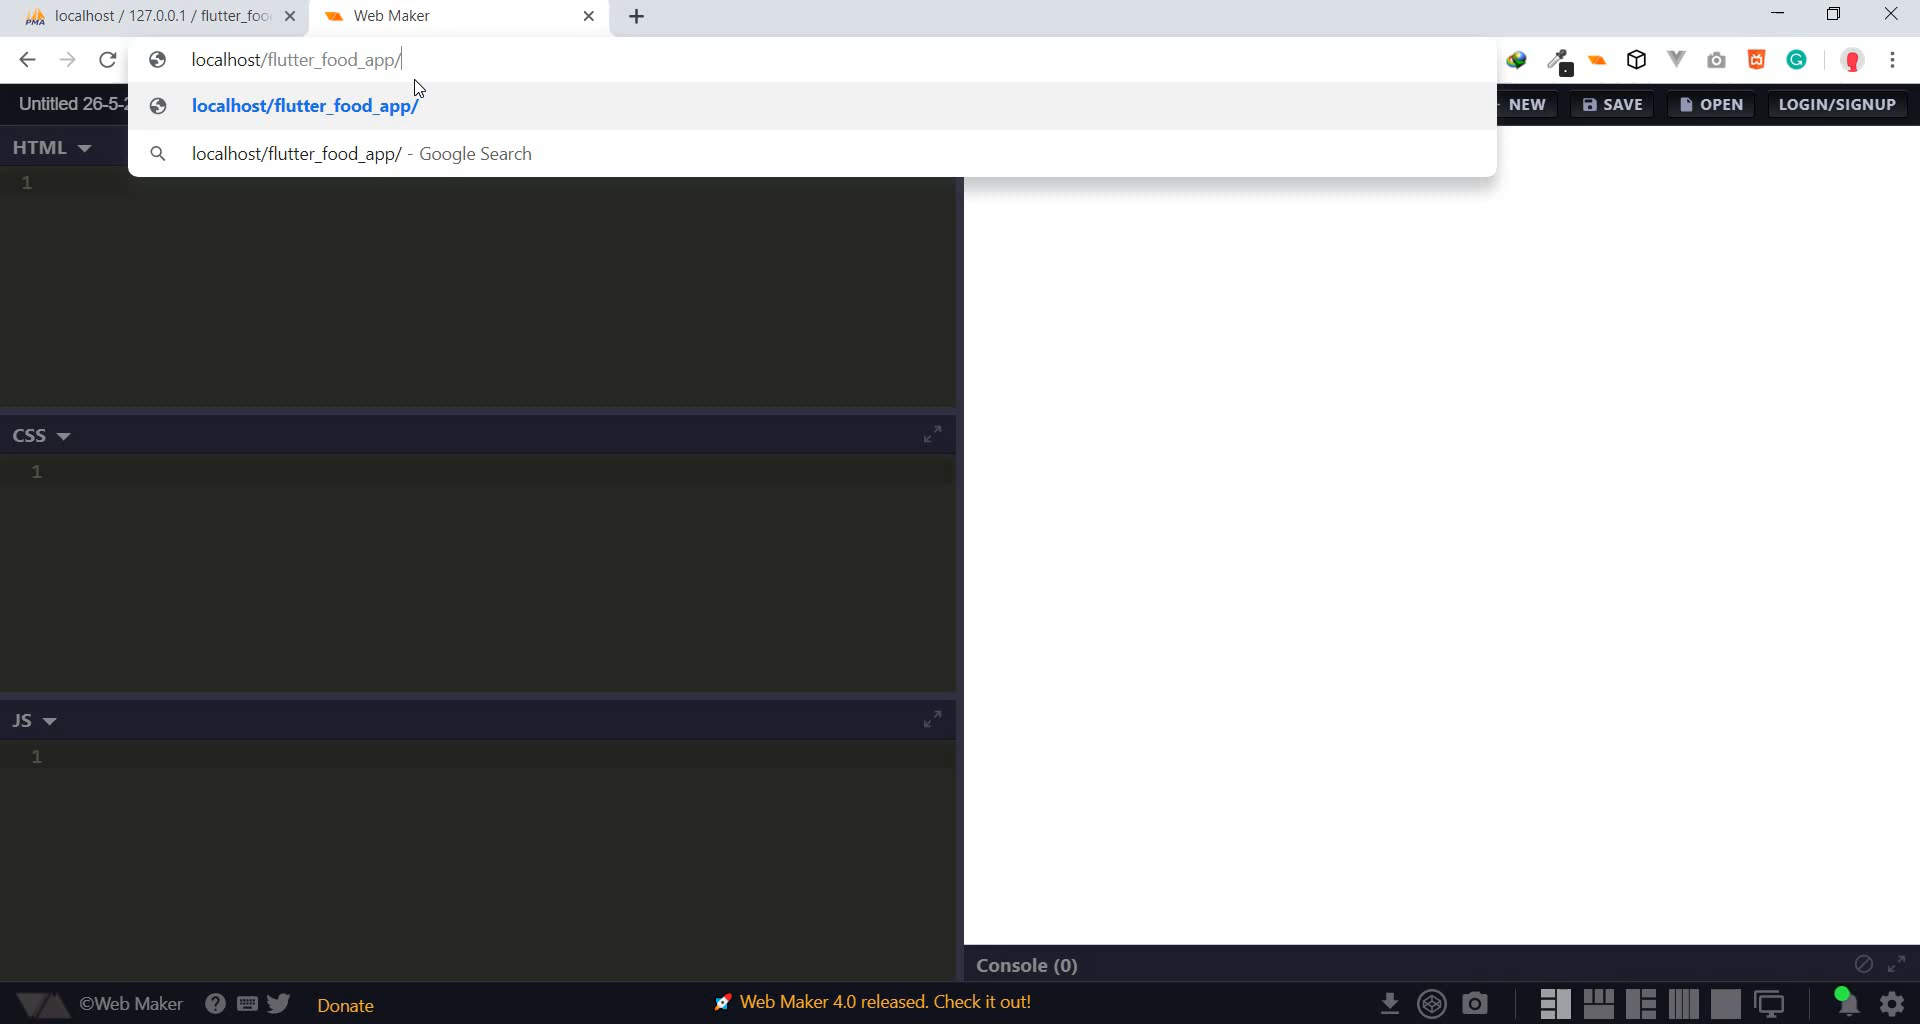 PMA localhost / 127.0.0.1 / flutter_foo
Web Maker
localhost/flutter_food_app/
localhost/flutter_food_app/
localhost/flutter_food_app/ - Google Search
Untitled 26-5-2
NEW
SAVE
OPEN
LOGIN/SIGNUP
HTML
1
CSS
1
JS
1
Console (0)
©Web Maker
Donate
Web Maker 4.0 released. Check it out!